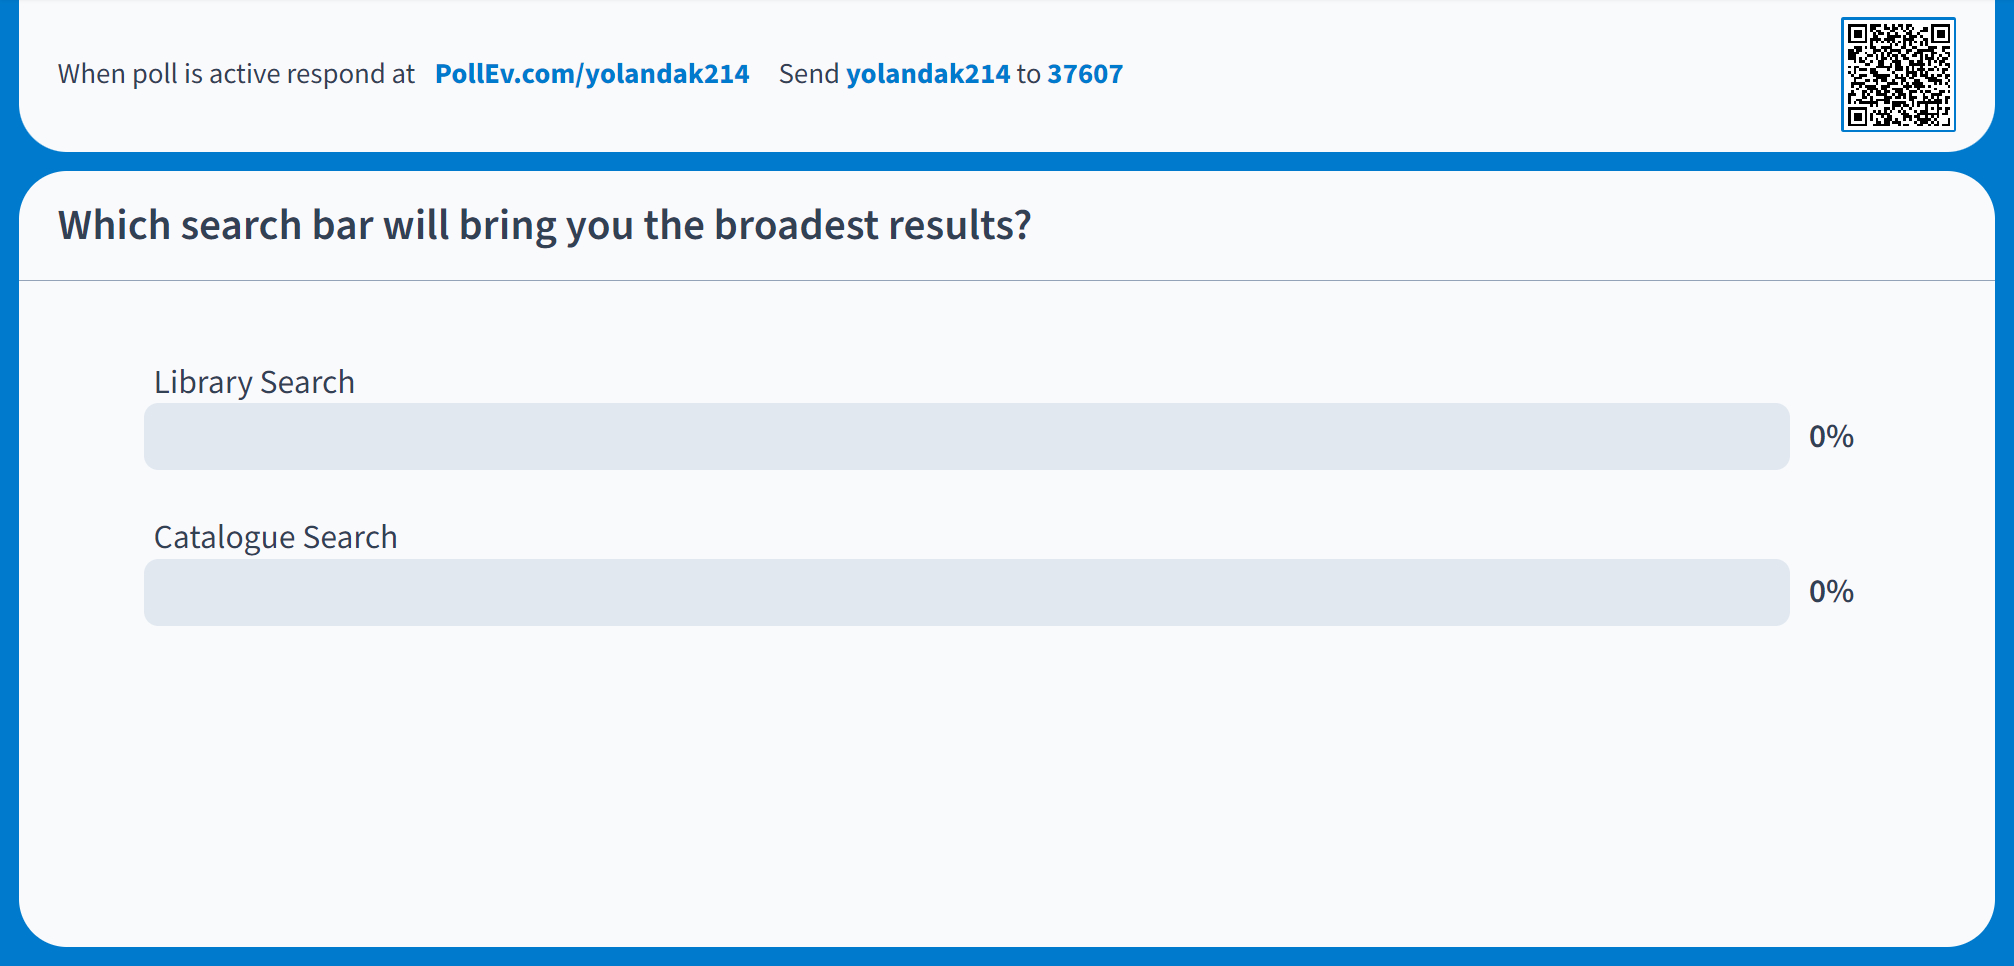 When poll is active respond at PollEv.com/yolandak214 Send yolandak214 to 37607
Which search bar will bring you the broadest results?
Library Search
0%
Catalogue Search
0%